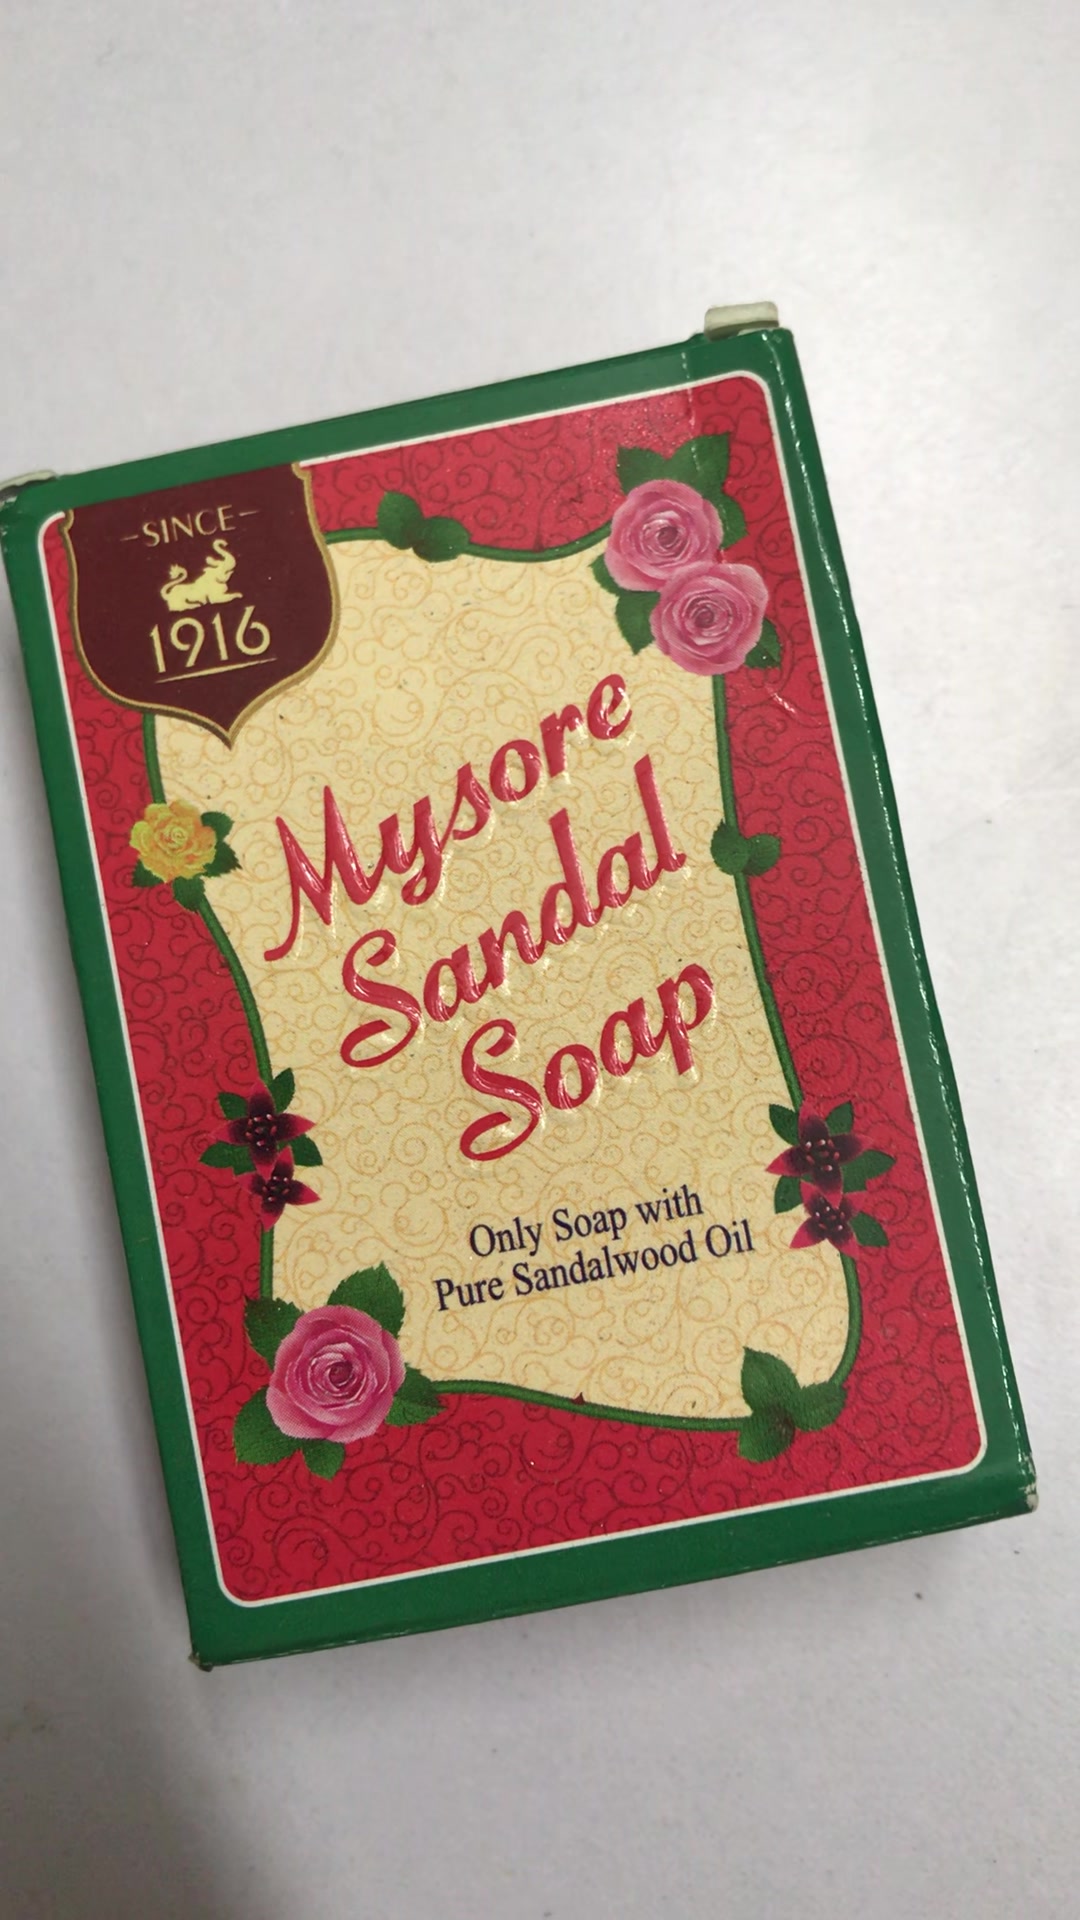 -SINCE-
1916
Mysore
Sandal
Soap
Only Soap with
Pure Sandalwood Oil